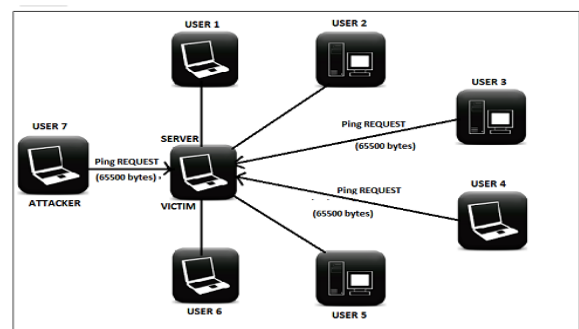 USER 1
USER 2
USER 3
USER 7
SERVER
Ping REQUEST
(65500 bytes)
Ping REQUEST
(65500 bytes)
Ping REQUEST
(65500 bytes)
USER 4
ATTACKER
VICTIM
USER 6
USER 5